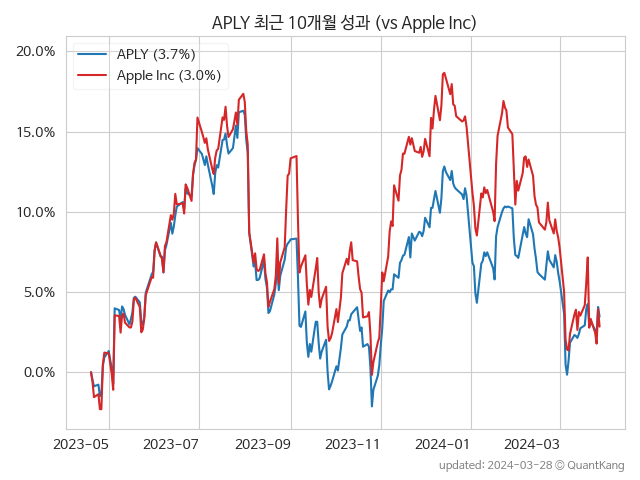 APLY 최근 10개월 성과 (vs Apple Inc)
20.0%
APLY (3.7%)
Apple Inc (3.0%)
15.0%
10.0%
5.0%
0.0%
2023-05 2023-07 2023-09 2023-11 2024-01 2024-03
updated: 2024-03-28 © QuantKang